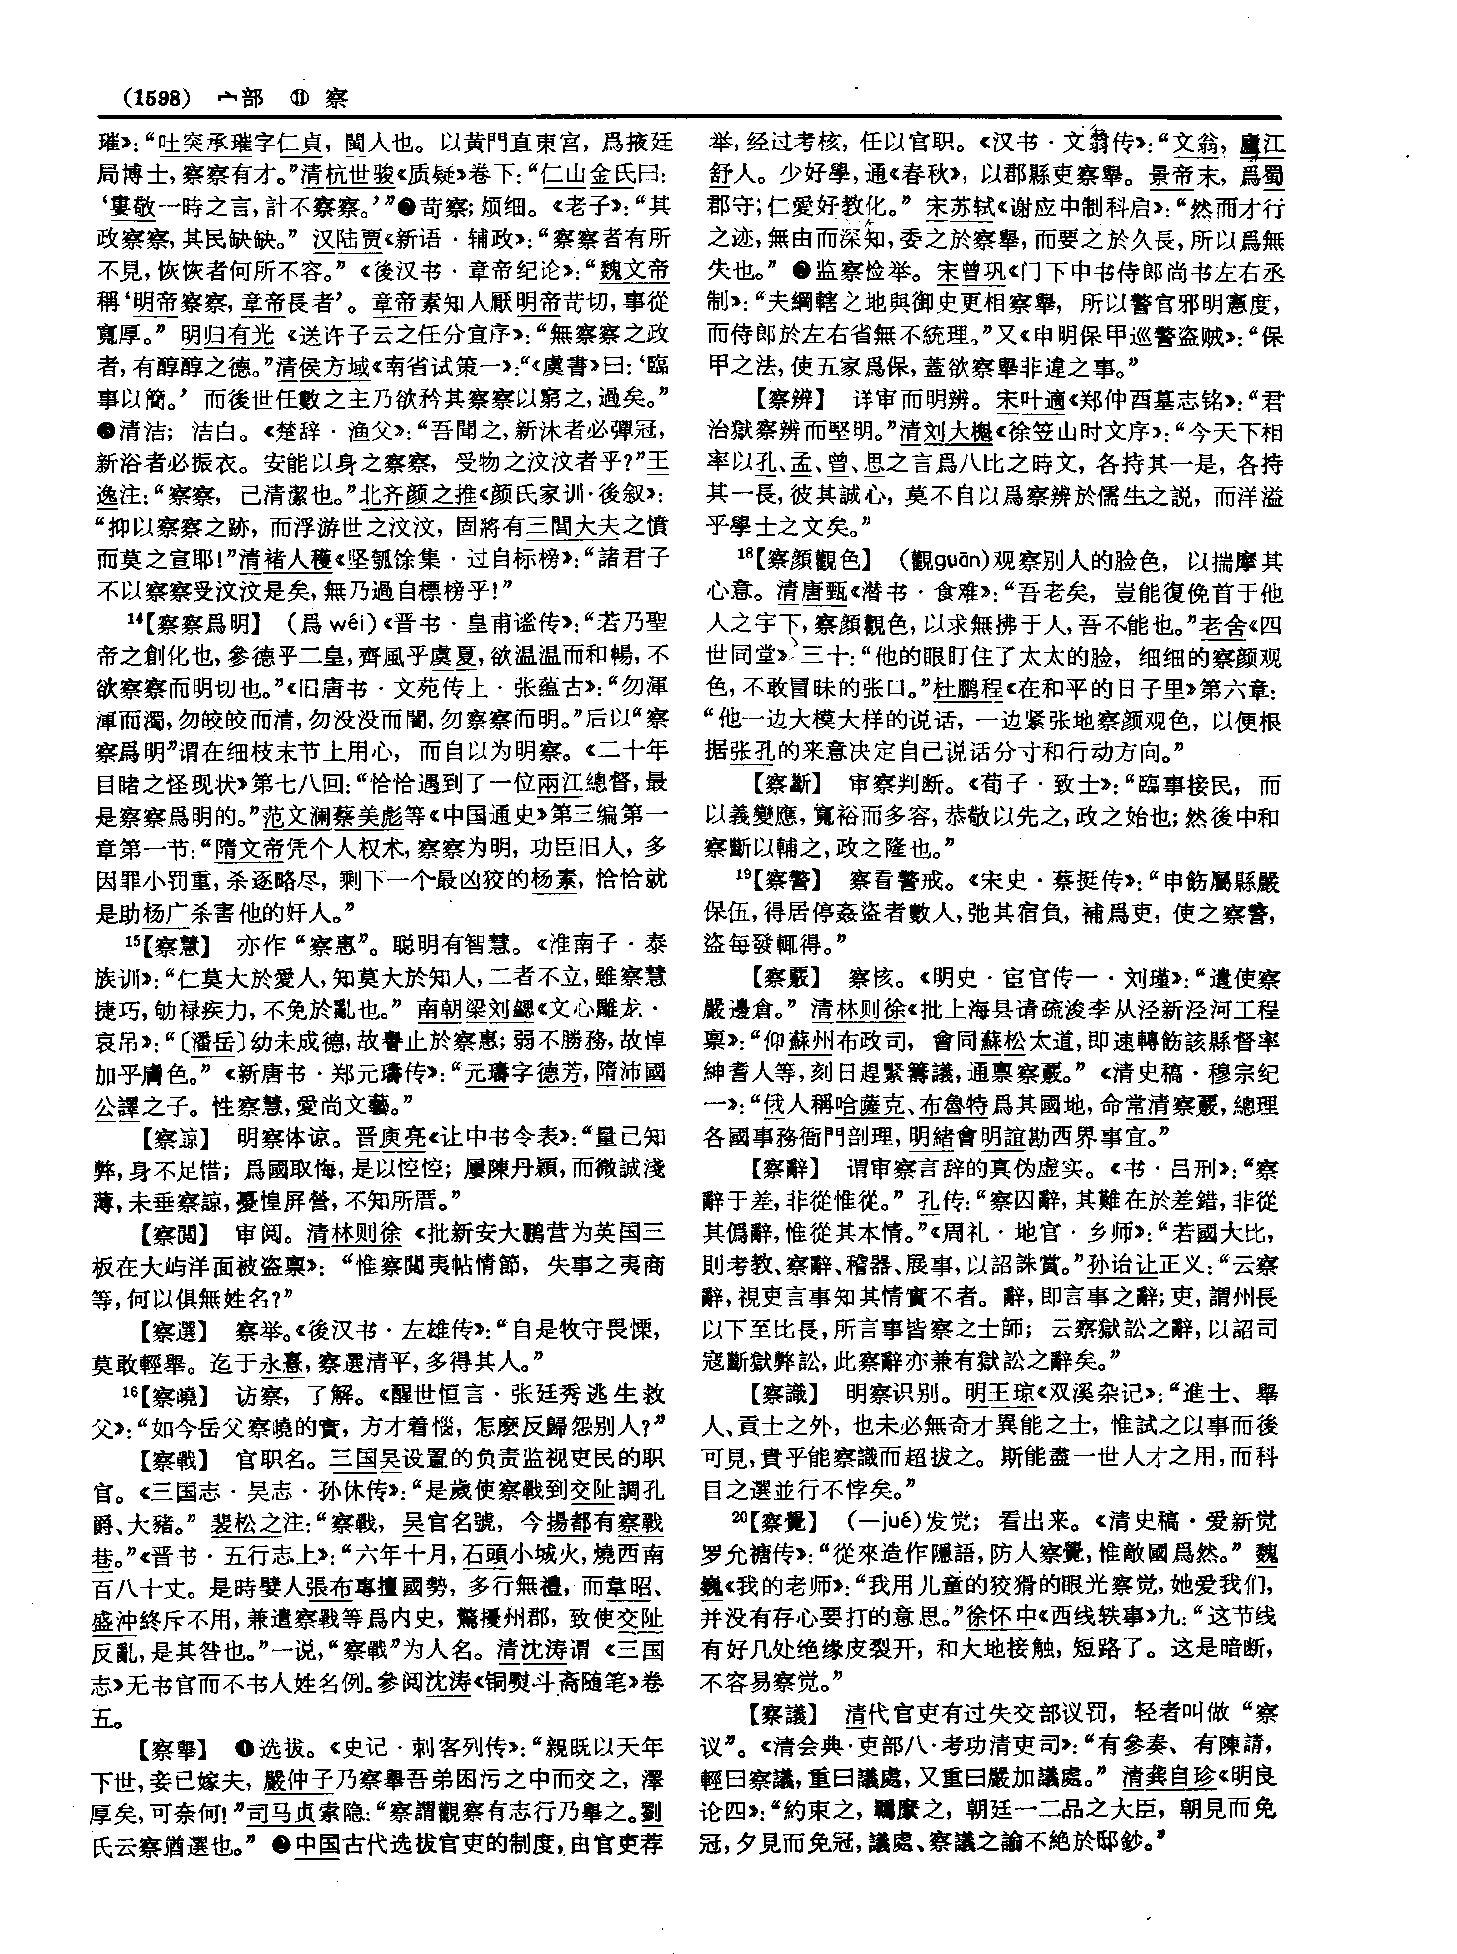 (1598) 宀部 ⑪ 察
璀》：“吐突承璀字仁貞，閩人也。以黄門直東宫，爲掖廷
局博士，察察有才。”清杭世骏《质疑》卷下：“仁山金氏曰：
‘婁敬一時之言，計不察察。’”❷苛察；烦细。《老子》：“其
政察察，其民缺缺。” 汉陆贾《新语·辅政》：“察察者有所
不見，恢恢者何所不容。”《後汉书·章帝纪论》：“魏文帝
稱‘明帝察察，章帝長者’。章帝素知人厭明帝苛切，事從
寬厚。” 明归有光《送许子云之任分宜序》：“無察察之政
者，有醇醇之德。”清侯方域《南省试策一》：“《虞書》曰：‘臨
事以簡。’ 而後世任數之主乃欲矜其察察以窮之，過矣。”
❸清洁；洁白。《楚辞·渔父》：“吾聞之，新沐者必彈冠，
新浴者必振衣。安能以身之察察，受物之汶汶者乎？”王
逸注：“察察，己清潔也。”北齐颜之推《颜氏家训·後叙》：
“抑以察察之跡，而浮游世之汶汶，固將有三閭大夫之憤
而莫之宣耶！”清褚人穫《坚瓠馀集·过自标榜》：“諸君子
不以察察受汶汶是矣，無乃過自標榜乎！”
¹⁴【察察爲明】（爲 wéi）《晋书·皇甫谧传》：“若乃聖
帝之創化也，參德乎二皇，齊風乎虞夏，欲温温而和暢，不
欲察察而明切也。”《旧唐书·文苑传上·张蕴古》：“勿渾
渾而濁，勿皎皎而清，勿没没而闇，勿察察而明。”后以“察
察爲明”谓在细枝末节上用心，而自以为明察。《二十年
目睹之怪现状》第七八回：“恰恰遇到了一位兩江總督，最
是察察爲明的。”范文澜蔡美彪等《中国通史》第三编第一
章第一节：“隋文帝凭个人权术，察察为明，功臣旧人，多
因罪小罚重，杀逐略尽，剩下一个最凶狡的杨素，恰恰就
是助杨广杀害他的奸人。”
¹⁵【察慧】 亦作“察惠”。聪明有智慧。《淮南子·泰
族训》：“仁莫大於愛人，知莫大於知人，二者不立，雖察慧
捷巧，劬禄疾力，不免於亂也。” 南朝梁刘勰《文心雕龙·
哀吊》：“〔潘岳〕幼未成德，故譽止於察惠；弱不勝務，故悼
加乎膚色。”《新唐书·郑元璹传》：“元璹字德芳，隋沛國
公譯之子。性察慧，愛尚文藝。”
【察諒】 明察体谅。晋庾亮《让中书令表》：“量己知
弊，身不足惜；爲國取悔，是以悾悾；屢陳丹穎，而微誠淺
薄，未垂察諒，憂惶屏營，不知所厝。”
【察閲】 审阅。清林则徐《批新安大鹏营为英国三
板在大屿洋面被盗禀》：“惟察閲夷帖情節，失事之夷商
等，何以俱無姓名？”
【察選】 察举。《後汉书·左雄传》：“自是牧守畏慄，
莫敢輕舉。迄于永憙，察選清平，多得其人。”
¹⁶【察曉】 访察，了解。《醒世恒言·张廷秀逃生救
父》：“如今岳父察曉的實，方才着惱，怎麽反歸怨别人？”
【察戰】 官职名。三国吴设置的负责监视吏民的职
官。《三国志·吴志·孙休传》：“是歲使察戰到交阯調孔
爵、大豬。” 裴松之注：“察戰，吴官名號，今揚都有察戰
巷。”《晋书·五行志上》：“六年十月，石頭小城火，燒西南
百八十丈。是時嬖人張布專擅國勢，多行無禮，而韋昭、
盛沖終斥不用，兼遣察戰等爲内史，驚擾州郡，致使交阯
反亂，是其咎也。”一说，“察戰”为人名。清沈涛谓《三国
志》无书官而不书人姓名例。参阅沈涛《铜熨斗斋随笔》卷
五。
【察舉】 ❶选拔。《史记·刺客列传》：“親既以天年
下世，妾已嫁夫，嚴仲子乃察舉吾弟困污之中而交之，澤
厚矣，可奈何！”司马贞索隐：“察謂觀察有志行乃舉之。劉
氏云察猶選也。” ❷中国古代选拔官吏的制度，由官吏荐
举，经过考核，任以官职。《汉书·文翁传》：“文翁，廬江
舒人。少好學，通《春秋》，以郡縣吏察舉。景帝末，爲蜀
郡守；仁愛好教化。” 宋苏轼《谢应中制科启》：“然而才行
之迹，無由而深知，委之於察舉，而要之於久長，所以爲無
失也。” ❸监察检举。宋曾巩《门下中书侍郎尚书左右丞
制》：“夫綱轄之地與御史更相察舉，所以警官邪明憲度，
而侍郎於左右省無不統理。”又《申明保甲巡警盗贼》：“保
甲之法，使五家爲保，蓋欲察舉非違之事。”
【察辨】 详审而明辨。宋叶適《郑仲酉墓志铭》：“君
治獄察辨而堅明。”清刘大櫆《徐笠山时文序》：“今天下相
率以孔、孟、曾、思之言爲八比之時文，各持其一是，各持
其一長，彼其誠心，莫不自以爲察辨於儒生之説，而洋溢
乎學士之文矣。”
¹⁸【察顔觀色】（觀guān）观察别人的脸色，以揣摩其
心意。清唐甄《潜书·食难》：“吾老矣，豈能復俛首于他
人之宇下，察顔觀色，以求無拂于人，吾不能也。”老舍《四
世同堂》三十：“他的眼盯住了太太的脸，细细的察颜观
色，不敢冒昧的张口。”杜鹏程《在和平的日子里》第六章：
“他一边大模大样的说话，一边紧张地察颜观色，以便根
据张孔的来意决定自己说话分寸和行动方向。”
【察斷】 审察判断。《荀子·致士》：“臨事接民，而
以義變應，寬裕而多容，恭敬以先之，政之始也；然後中和
察斷以輔之，政之隆也。”
¹⁹【察警】 察看警戒。《宋史·蔡挺传》：“申飭屬縣嚴
保伍，得居停姦盜者數人，弛其宿負，補爲吏，使之察警，
盜每發輒得。”
【察覈】 察核。《明史·宦官传一·刘瑾》：“遣使察
嚴邊倉。” 清林则徐《批上海县请疏浚李从泾新泾河工程
禀》：“仰蘇州布政司，會同蘇松太道，即速轉飭該縣督率
紳耆人等，刻日趕緊籌議，通禀察覈。”《清史稿·穆宗纪
一》：“俄人稱哈薩克、布魯特爲其國地，命常清察覈，總理
各國事務衙門剖理，明緒會明誼勘西界事宜。”
【察辭】 谓审察言辞的真伪虚实。《书·吕刑》：“察
辭于差，非從惟從。” 孔传：“察囚辭，其難在於差錯，非從
其僞辭，惟從其本情。”《周礼·地官·乡师》：“若國大比，
則考教、察辭、稽器、展事，以詔誅賞。”孙诒让正义：“云察
辭，視吏言事知其情實不者。辭，即言事之辭；吏，謂州長
以下至比長，所言事皆察之士師；云察獄訟之辭，以詔司
寇斷獄弊訟，此察辭亦兼有獄訟之辭矣。”
【察識】 明察识别。明王琼《双溪杂记》：“進士、舉
人、貢士之外，也未必無奇才異能之士，惟試之以事而後
可見，貴乎能察識而超拔之。斯能盡一世人才之用，而科
目之選並行不悖矣。”
²⁰【察覺】（—jué）发觉；看出来。《清史稿·爱新觉
罗允禟传》：“從來造作隱語，防人察覺，惟敵國爲然。” 魏
巍《我的老师》：“我用儿童的狡猾的眼光察觉，她爱我们，
并没有存心要打的意思。”徐怀中《西线轶事》九：“这节线
有好几处绝缘皮裂开，和大地接触，短路了。这是暗断，
不容易察觉。”
【察議】 清代官吏有过失交部议罚，轻者叫做“察
议”。《清会典·吏部八·考功清吏司》：“有參奏、有陳請，
輕曰察議，重曰議處，又重曰嚴加議處。” 清龚自珍《明良
论四》：“約束之，羈縻之，朝廷一二品之大臣，朝見而免
冠，夕見而免冠，議處、察議之諭不絶於邸鈔。”